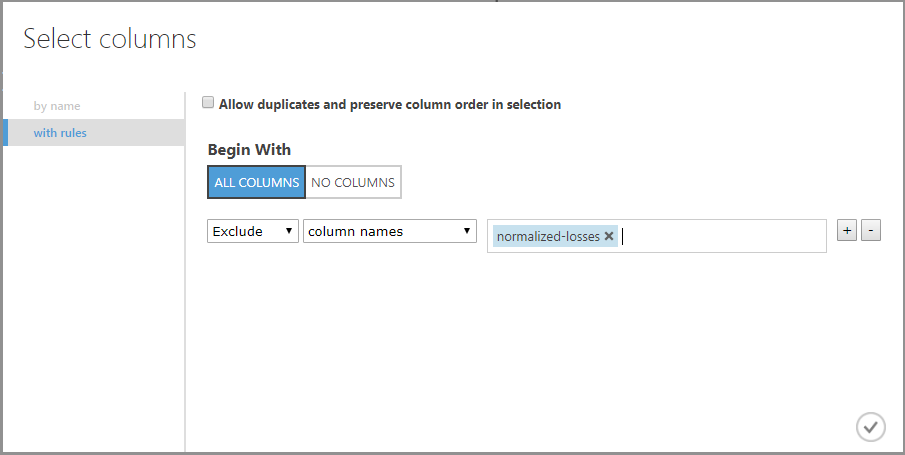 Select columns
by name
with rules
Allow duplicates and preserve column order in selection
Begin With
ALL COLUMNS NO COLUMNS
Exclude column names normalized-losses + -